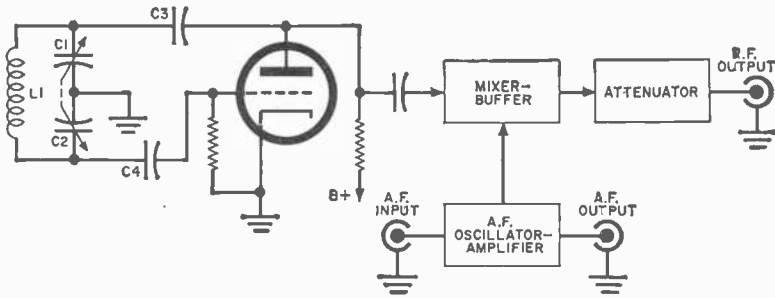 C3
C1
L1
C2
C4
B+
MIXER-
BUFFER
ATTENUATOR
R.F.
OUTPUT
A.F.
INPUT
A.F.
OSCILLATOR-
AMPLIFIER
A.F.
OUTPUT